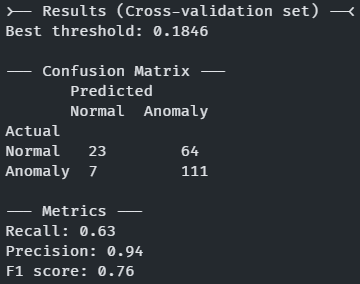 >── Results (Cross-validation set) ──<
Best threshold: 0.1846
── Confusion Matrix ──
Predicted
Normal Anomaly
Actual
Normal 23 64
Anomaly 7 111
── Metrics ──
Recall: 0.63
Precision: 0.94
F1 score: 0.76